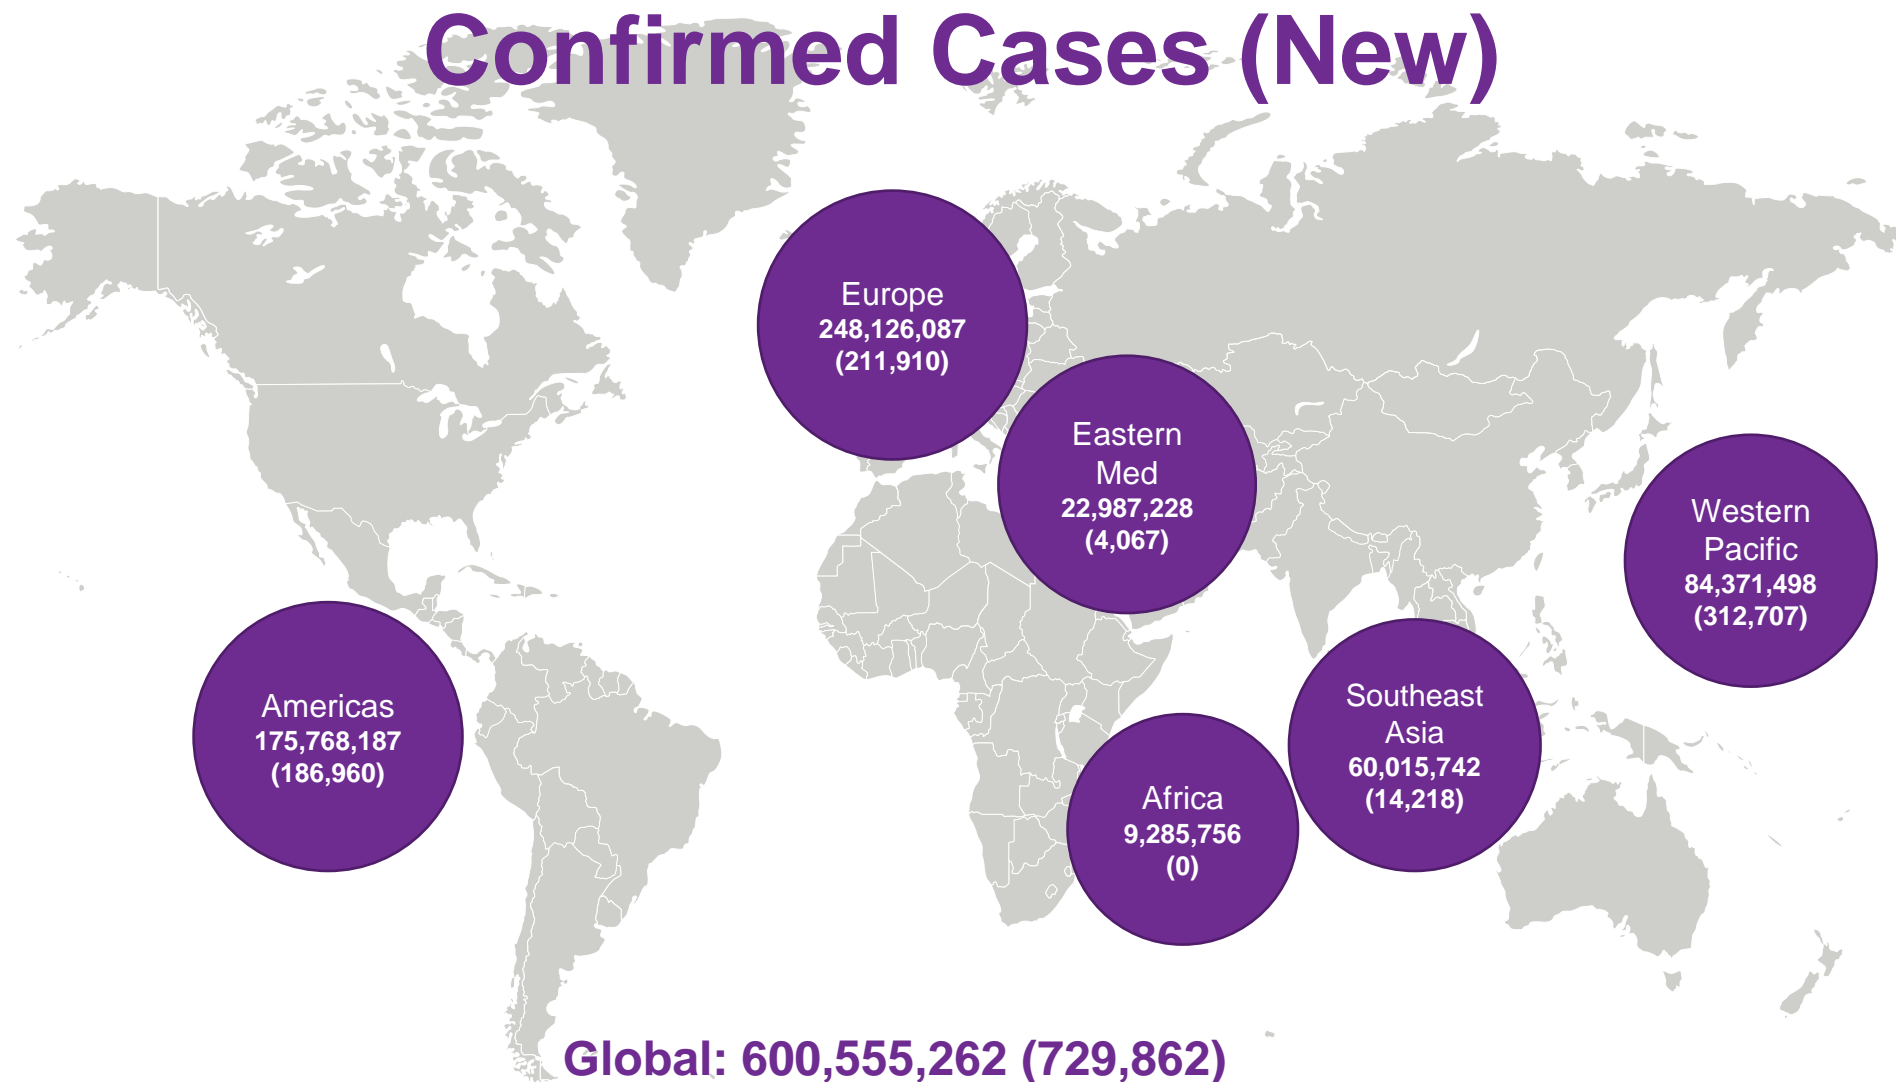 Confirmed Cases (New)
Europe
248,126,087
(211,910)
Eastern
Med
22,987,228
(4,067)
Western
Pacific
84,371,498
(312,707)
Americas
175,768,187
(186,960)
Southeast
Asia
60,015,742
(14,218)
Africa
9,285,756
(0)
Global: 600,555,262 (729,862)